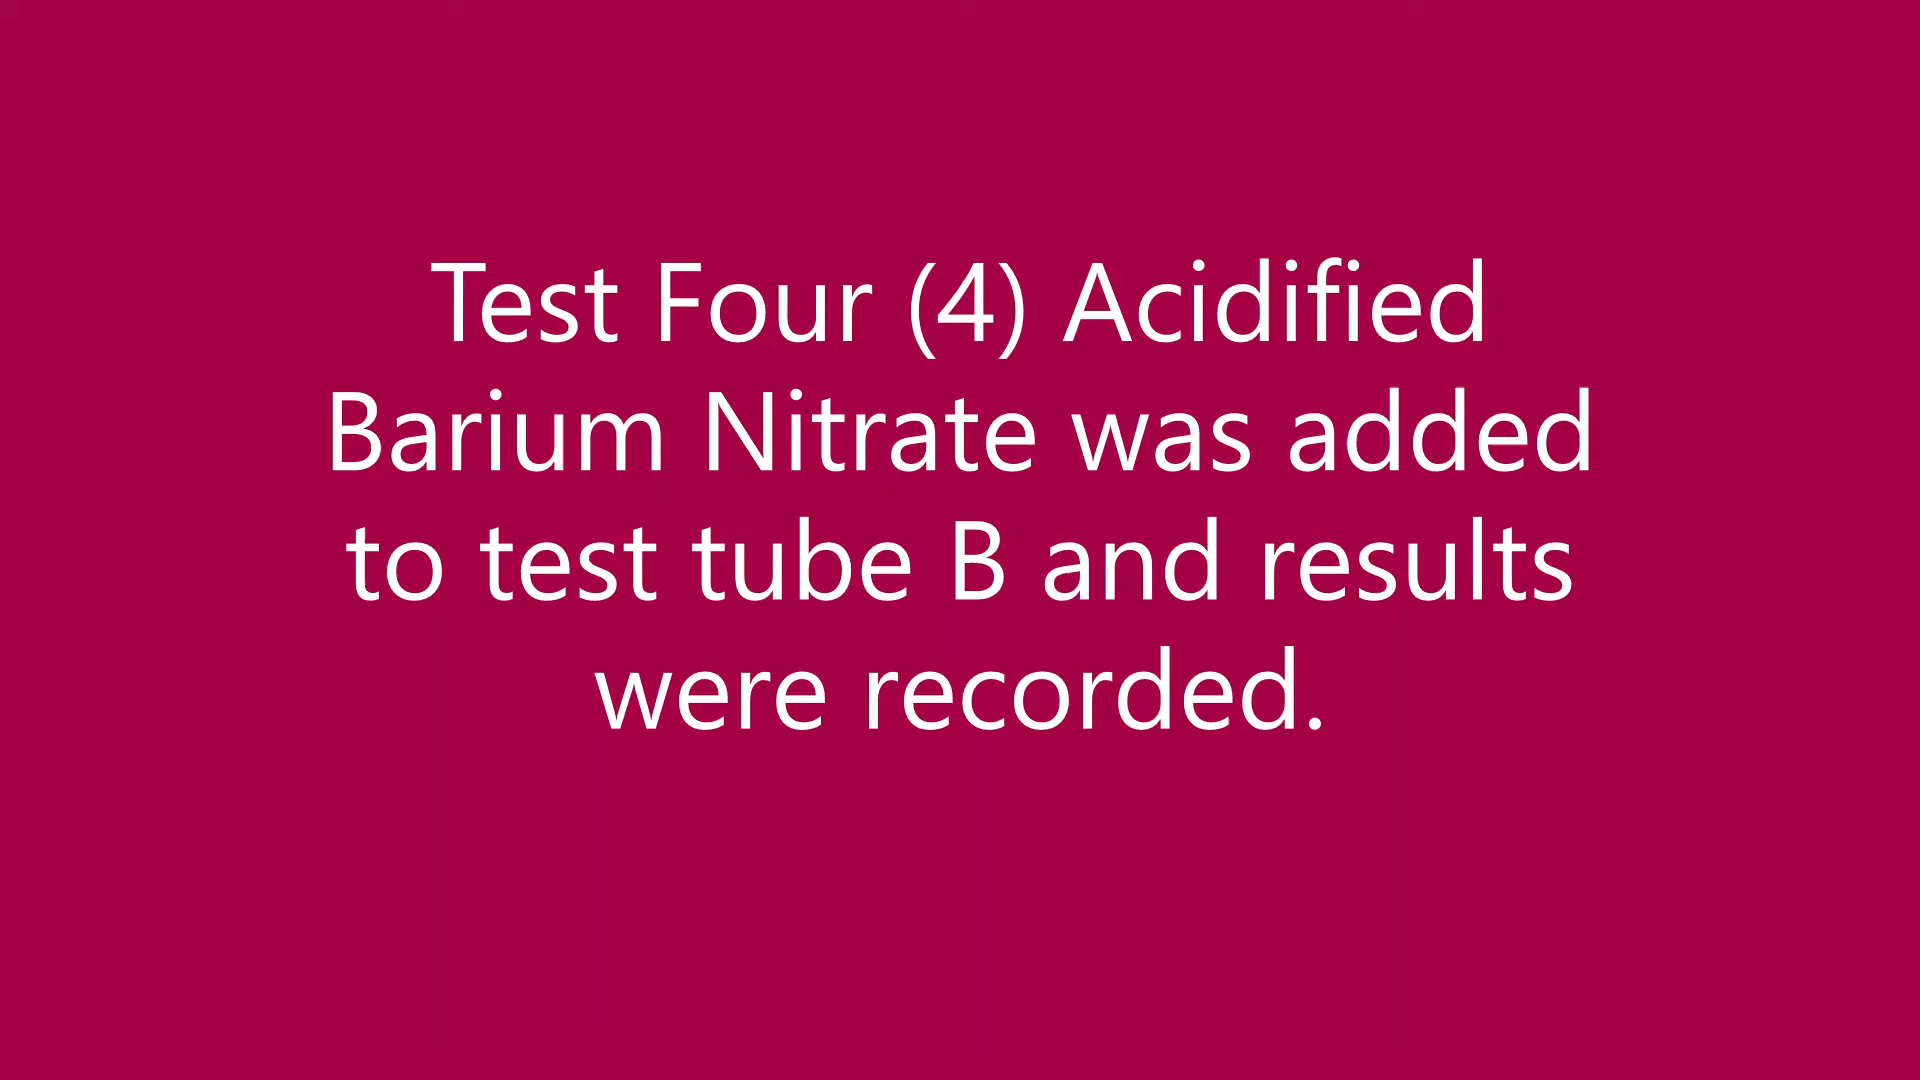 Test Four (4) Acidified
Barium Nitrate was added
to test tube B and results
were recorded.